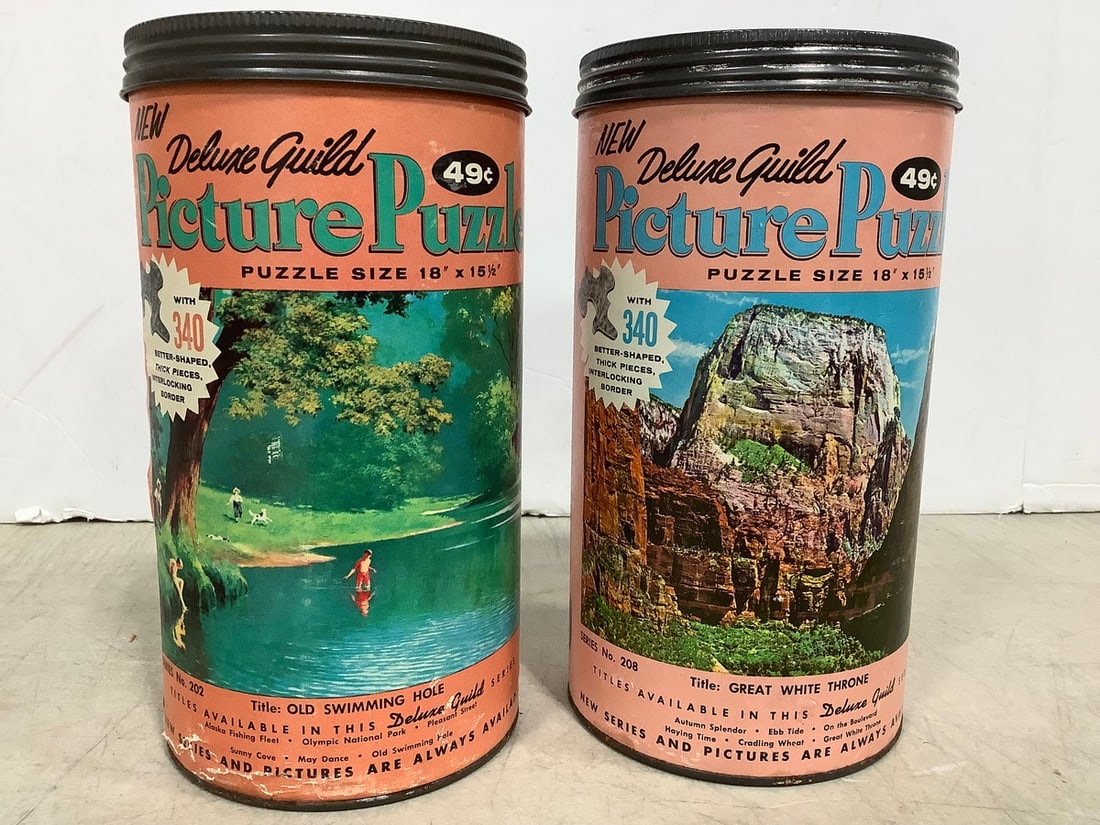 NEW
Deluxe Guild
49¢
Picture Puzzle
PUZZLE SIZE 18" x 15½"
WITH
340
BETTER-SHAPED,
THICK PIECES,
INTERLOCKING
BORDER
SERIES No. 202
Title: OLD SWIMMING HOLE
TITLES AVAILABLE IN THIS Deluxe Guild SERIES
Alaska Fishing Fleet • Olympic National Park • Pleasant Street
Sunny Cove • May Dance • Old Swimming Hole
NEW SERIES AND PICTURES ARE ALWAYS AVAILA
NEW
Deluxe Guild
49¢
Picture Puzzl
PUZZLE SIZE 18" x 15½"
WITH
340
BETTER-SHAPED,
THICK PIECES,
INTERLOCKING
BORDER
SERIES No. 208
Title: GREAT WHITE THRONE
TITLES AVAILABLE IN THIS Deluxe Guild
Autumn Splendor • Ebb Tide • On the Boulevard
Haying Time • Cradling Wheat • Great White Throne
NEW SERIES AND PICTURES ARE ALWAYS